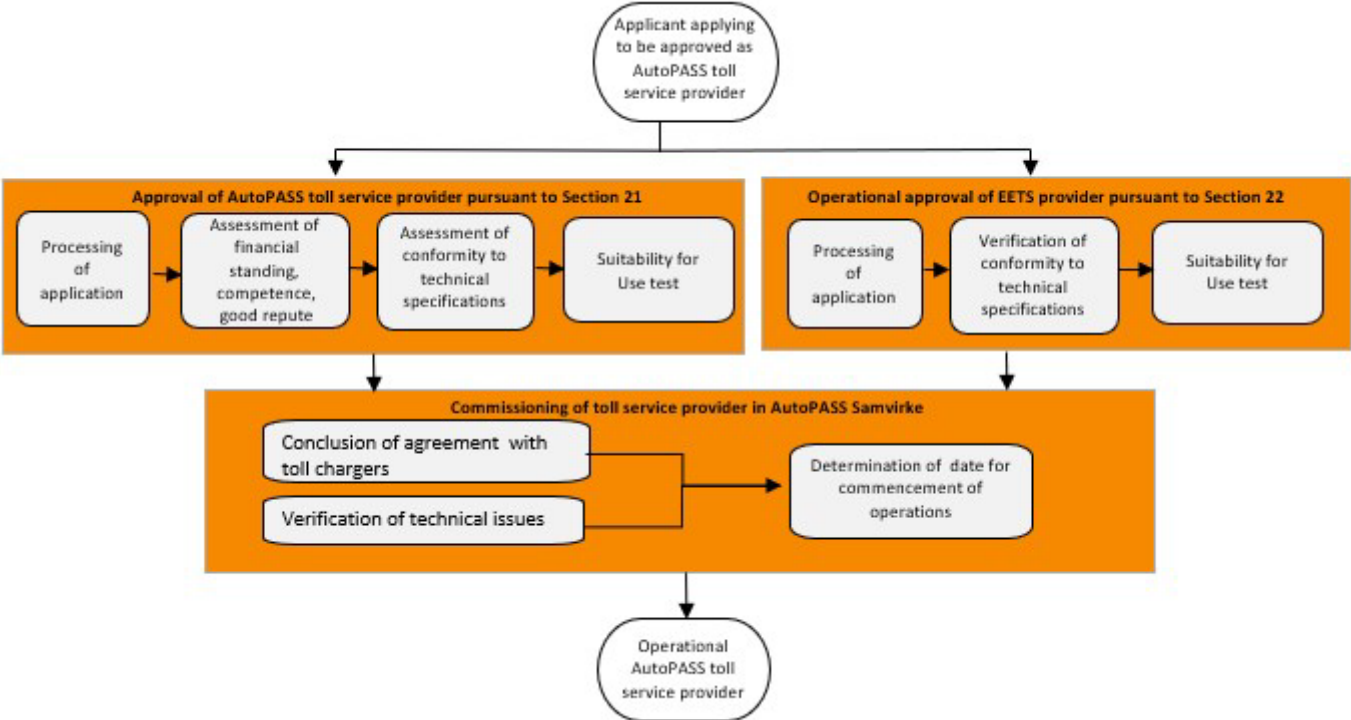 Applicant applying
to be approved as
AutoPASS toll
service provider
Approval of AutoPASS toll service provider pursuant to Section 21
Processing
of
application
Assessment of
financial
standing,
competence,
good repute
Assessment of
conformity to
technical
specifications
Suitability for
Use test
Operational approval of EETS provider pursuant to Section 22
Processing
of
application
Verification of
conformity to
technical
specifications
Suitability for
Use test
Commissioning of toll service provider in AutoPASS Samvirke
Conclusion of agreement with
toll chargers
Verification of technical issues
Determination of date for
commencement of
operations
Operational
AutoPASS toll
service provider